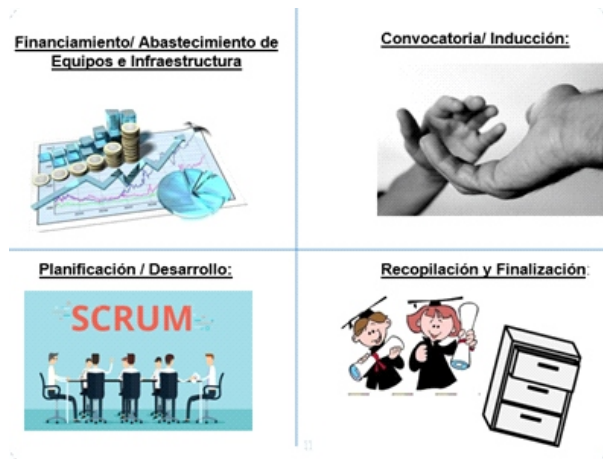 Financiamiento/ Abastecimiento de
Equipos e Infraestructura
Convocatoria/ Inducción:
Planificación / Desarrollo:
SCRUM
Recopilación y Finalización: